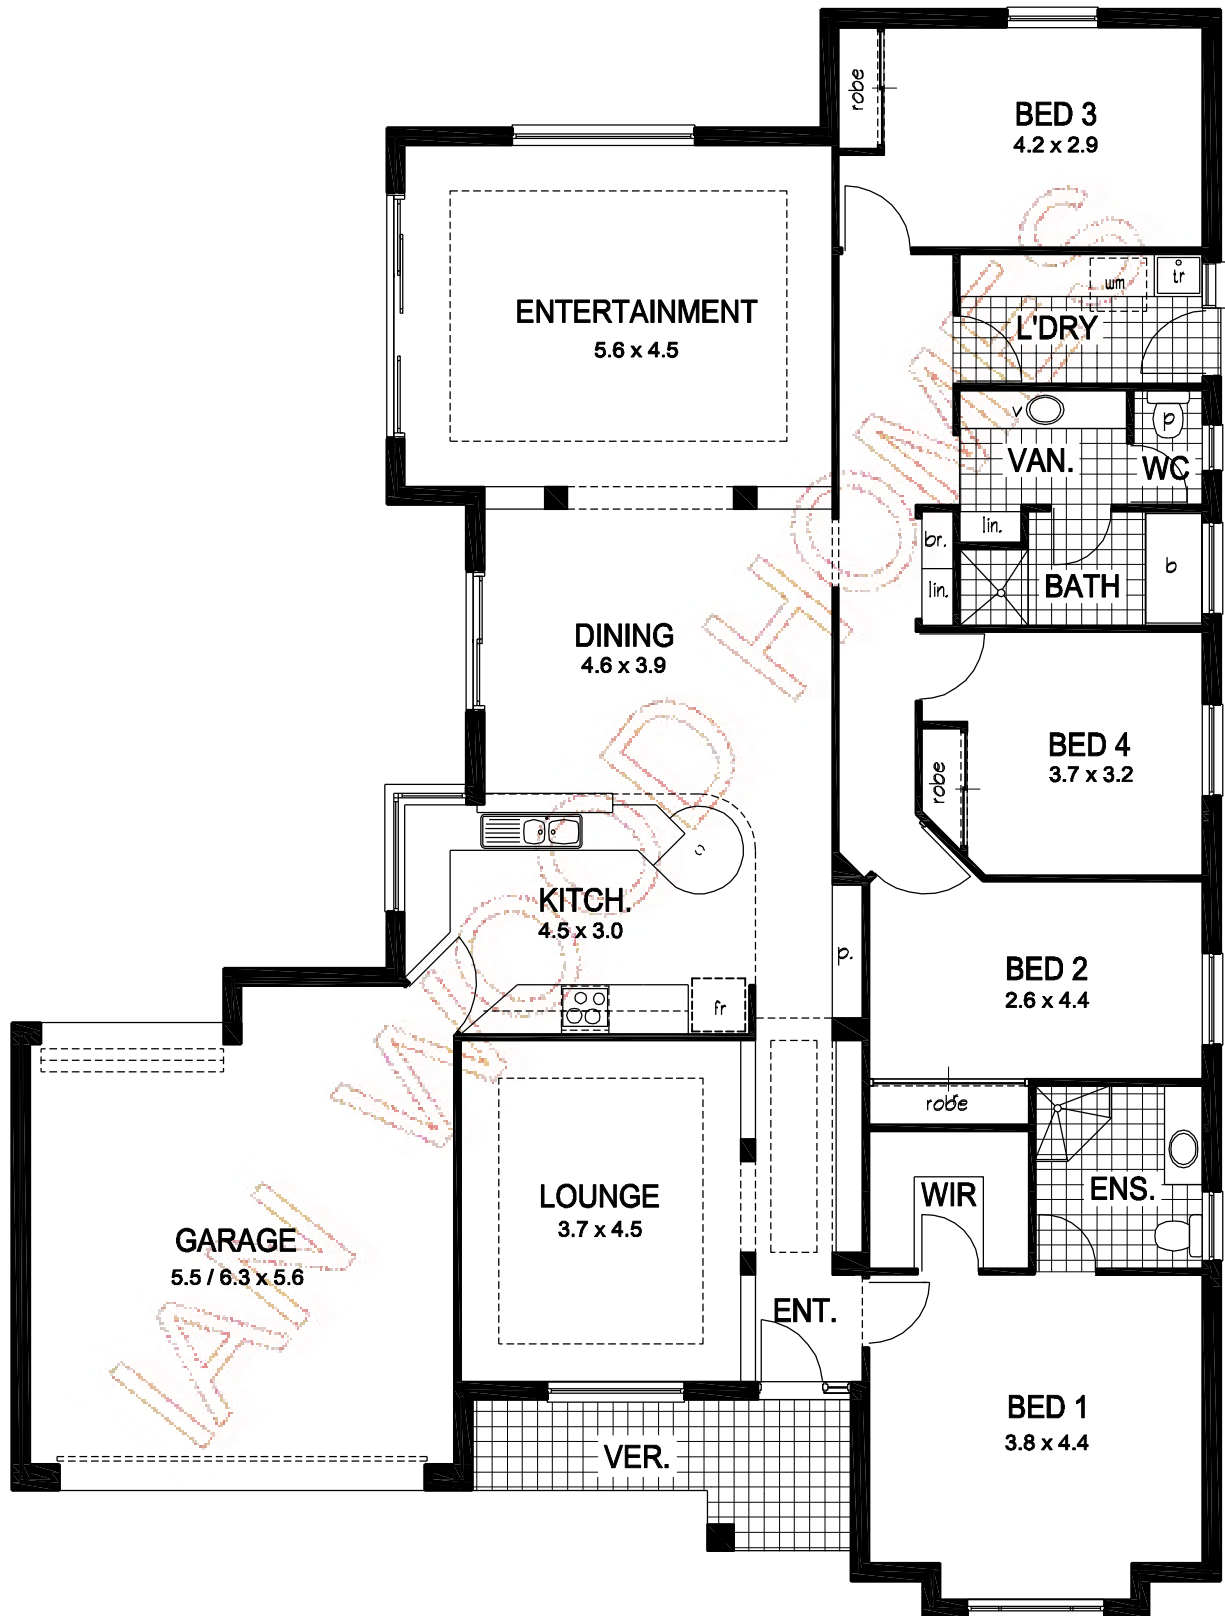 robe
BED 3
4.2 x 2.9
ENTERTAINMENT
5.6 x 4.5
wm
tr
L'DRY
v
p
VAN.
WC
lin.
br.
lin.
BATH
b
DINING
4.6 x 3.9
BED 4
3.7 x 3.2
robe
KITCH.
4.5 x 3.0
p.
BED 2
2.6 x 4.4
fr
robe
LOUNGE
3.7 x 4.5
WIR
ENS.
GARAGE
5.5 / 6.3 x 5.6
ENT.
BED 1
3.8 x 4.4
VER.
IAN WOOD HOMES